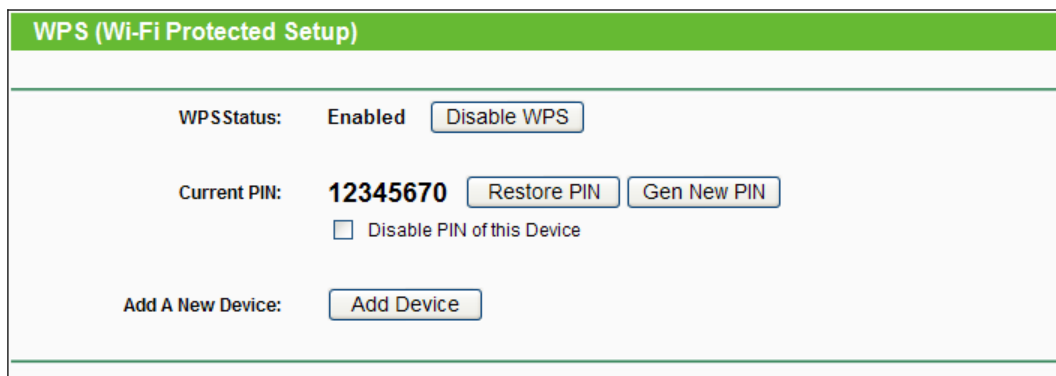 WPS (Wi-Fi Protected Setup)
WPS Status: Enabled Disable WPS
Current PIN: 12345670 Restore PIN Gen New PIN
Disable PIN of this Device
Add A New Device: Add Device